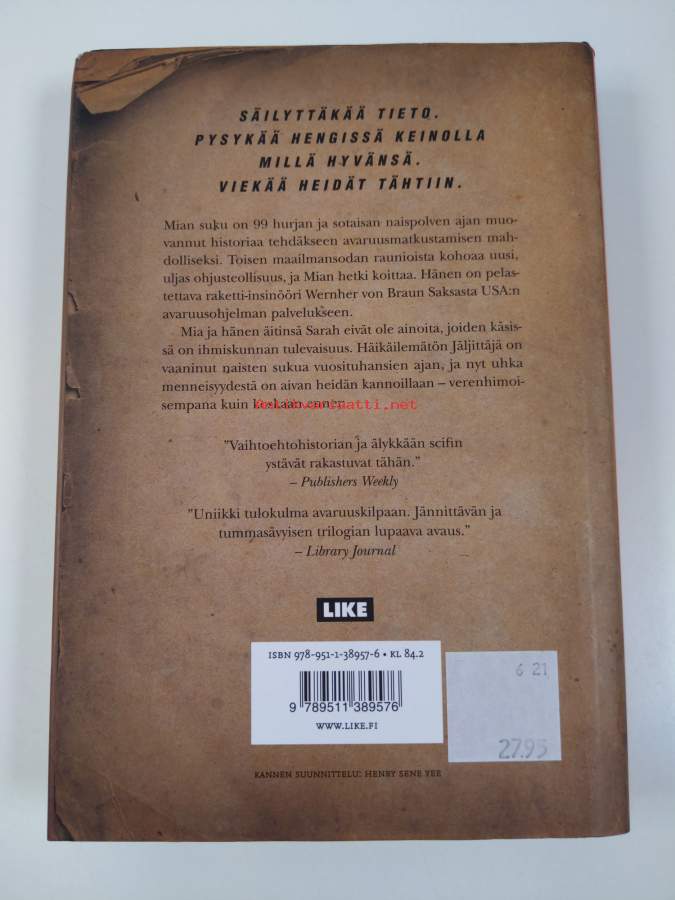 SÄILYTTÄKÄÄ TIETO.
PYSYKÄÄ HENGISSÄ KEINOLLA
MILLÄ HYVÄNSÄ.
VIEKÄÄ HEIDÄT TÄHTIIN.
Mian suku on 99 hurjan ja sotaisan naispolven ajan muo-
vannut historiaa tehdäkseen avaruusmatkustamisen mah-
dolliseksi. Toisen maailmansodan raunioista kohoaa uusi,
uljas ohjusteollisuus, ja Mian hetki koittaa. Hänen on pelas-
tettava raketti-insinööri Wernher von Braun Saksasta USA:n
avaruusohjelman palvelukseen.
Mia ja hänen äitinsä Sarah eivät ole ainoita, joiden käsis-
sä on ihmiskunnan tulevaisuus. Häikäilemätön Jäljittäjä on
vaaninut naisten sukua vuosituhansien ajan, ja nyt uhka
menneisyydestä on aivan heidän kannoillaan – verenhimoi-
sempana kuin koskaan ennen.
Antikvariaatti.net
”Vaihtoehtohistorian ja älykkään scifin
ystävät rakastuvat tähän.”
– Publishers Weekly
”Uniikki tulokulma avaruuskilpaan. Jännittävän ja
tummasävyisen trilogian lupaava avaus.”
– Library Journal
LIKE
ISBN 978-951-1-38957-6 • KL 84.2
9 789511 389576
WWW.LIKE.FI
6 21
27.95
KANNEN SUUNNITTELU: HENRY SENE YEE